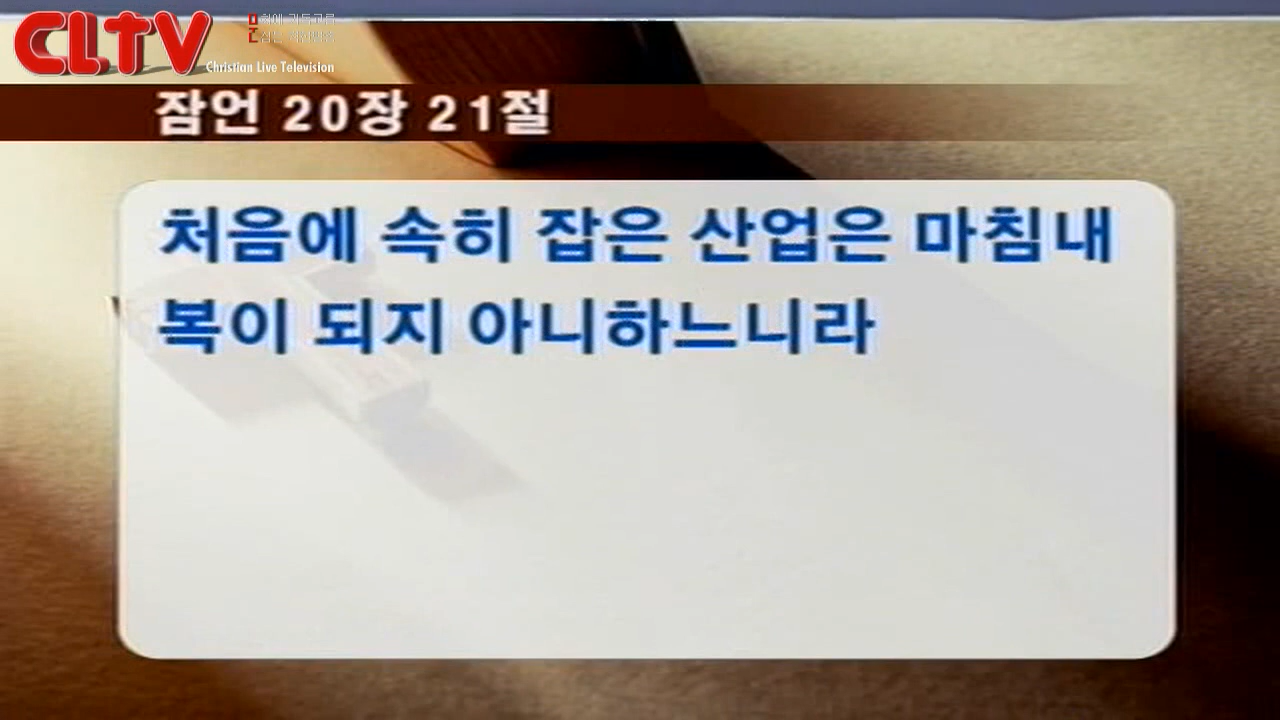 CLTV
Christian Live Television
잠언 20장 21절
처음에 속히 잡은 산업은 마침내
복이 되지 아니하느니라